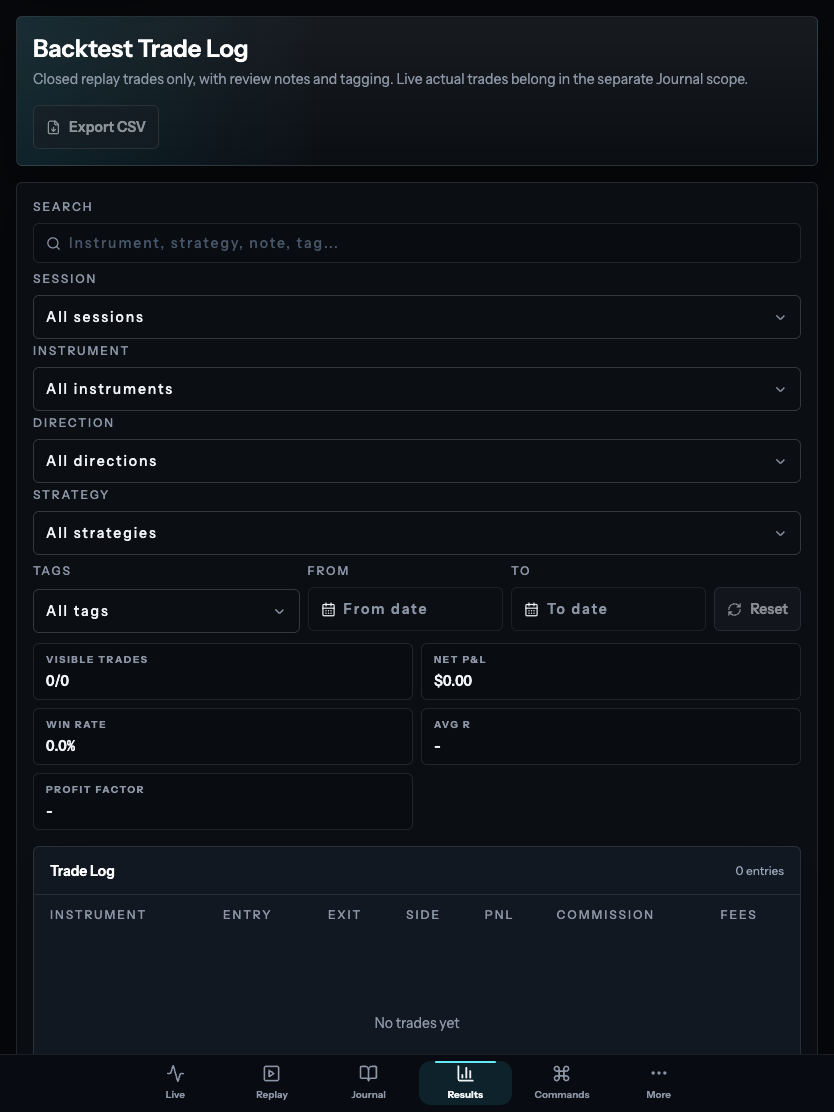 Backtest Trade Log
Closed replay trades only, with review notes and tagging. Live actual trades belong in the separate Journal scope.
Export CSV
SEARCH
Instrument, strategy, note, tag...
SESSION
All sessions
INSTRUMENT
All instruments
DIRECTION
All directions
STRATEGY
All strategies
TAGS FROM TO
All tags From date To date Reset
VISIBLE TRADES NET P&L
0/0 $0.00
WIN RATE AVG R
0.0% -
PROFIT FACTOR
-
Trade Log 0 entries
INSTRUMENT ENTRY EXIT SIDE PNL COMMISSION FEES
No trades yet
Live Replay Journal Results Commands More